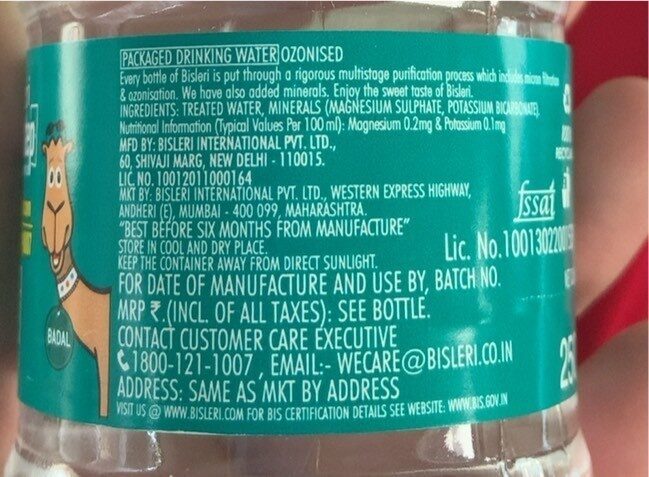 PACKAGED DRINKING WATER OZONISED
Every bottle of Bisleri is put through a rigorous multistage purification process which includes micron filtration
& ozonisation. We have also added minerals. Enjoy the sweet taste of Bisleri.
INGREDIENTS: TREATED WATER, MINERALS (MAGNESIUM SULPHATE, POTASSIUM BICARBONATE).
Nutritional Information (Typical Values Per 100 ml): Magnesium 0.2mg & Potassium 0.1mg
MFD BY: BISLERI INTERNATIONAL PVT. LTD.,
60, SHIVAJI MARG, NEW DELHI - 110015.
LIC NO. 10012011000164
MKT BY: BISLERI INTERNATIONAL PVT. LTD., WESTERN EXPRESS HIGHWAY,
ANDHERI (E), MUMBAI - 400 099, MAHARASHTRA.
"BEST BEFORE SIX MONTHS FROM MANUFACTURE"
STORE IN COOL AND DRY PLACE.
KEEP THE CONTAINER AWAY FROM DIRECT SUNLIGHT.
fssai
Lic. No.
FOR DATE OF MANUFACTURE AND USE BY, BATCH NO.
MRP ₹.(INCL. OF ALL TAXES): SEE BOTTLE.
CONTACT CUSTOMER CARE EXECUTIVE
1800-121-1007, EMAIL:- WECARE@BISLERI.CO.IN
ADDRESS: SAME AS MKT BY ADDRESS
VISIT US @ WWW.BISLERI.COM FOR BIS CERTIFICATION DETAILS SEE WEBSITE: WWW.BIS.GOV.IN
BADAL